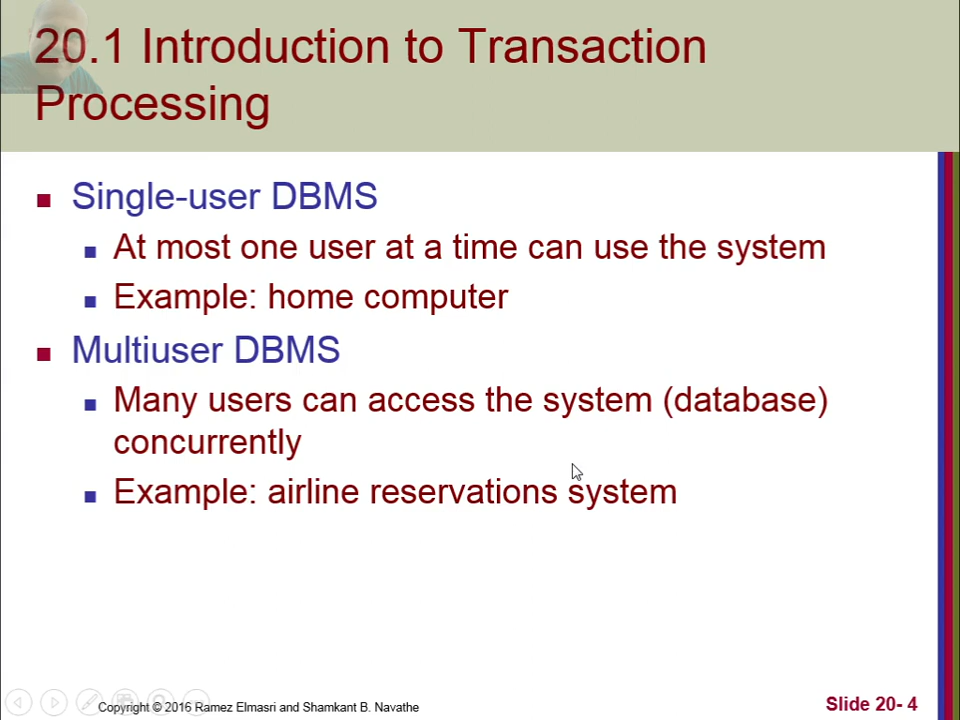 20.1 Introduction to Transaction
Processing
Single-user DBMS
At most one user at a time can use the system
Example: home computer
Multiuser DBMS
Many users can access the system (database)
concurrently
Example: airline reservations system
Copyright © 2016 Ramez Elmasri and Shamkant B. Navathe
Slide 20- 4